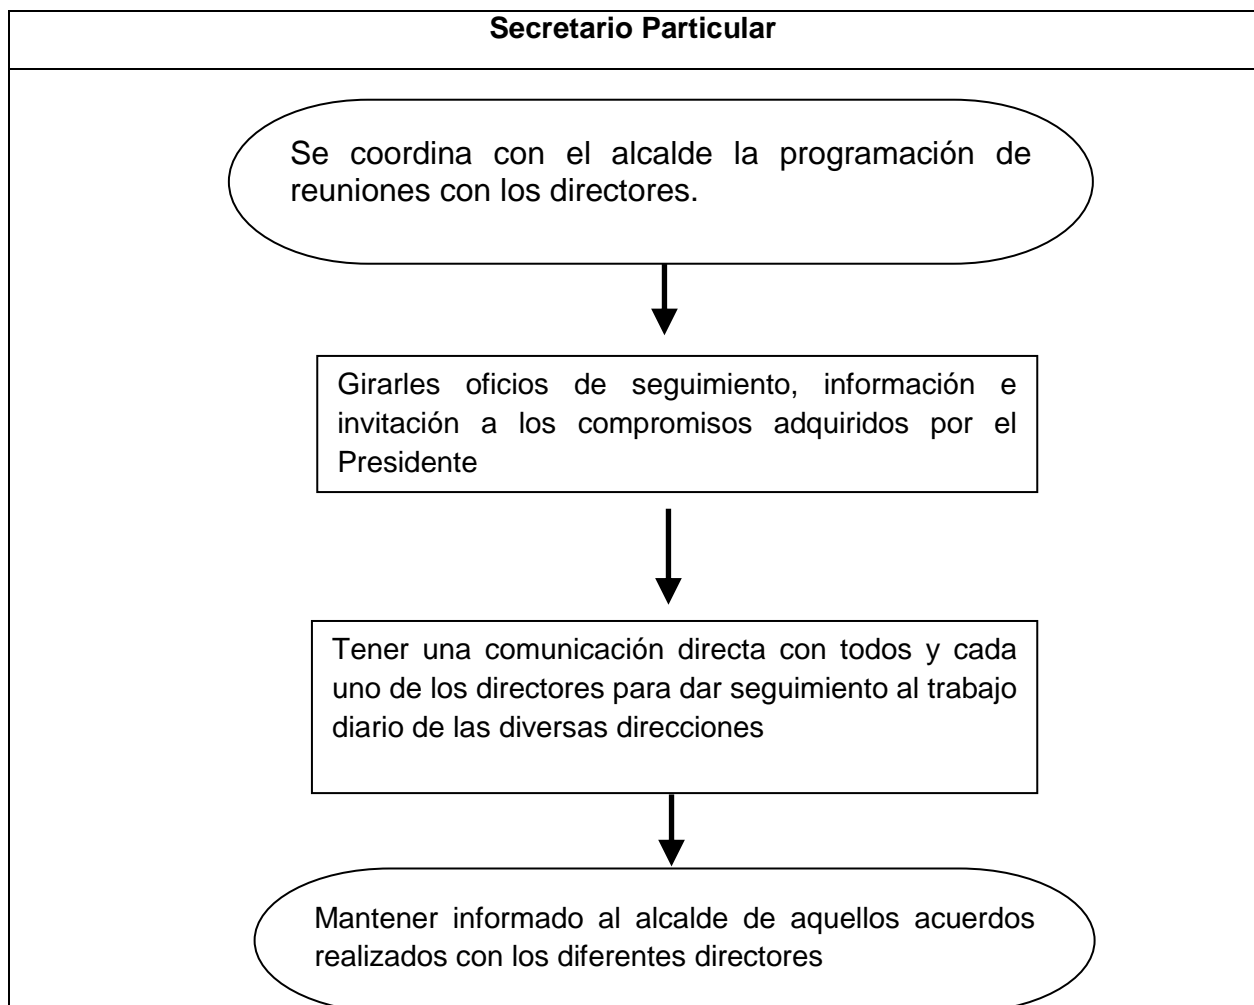 Secretario Particular
Se coordina con el alcalde la programación de
reuniones con los directores.
Girarles oficios de seguimiento, información e
invitación a los compromisos adquiridos por el
Presidente
Tener una comunicación directa con todos y cada
uno de los directores para dar seguimiento al trabajo
diario de las diversas direcciones
Mantener informado al alcalde de aquellos acuerdos
realizados con los diferentes directores